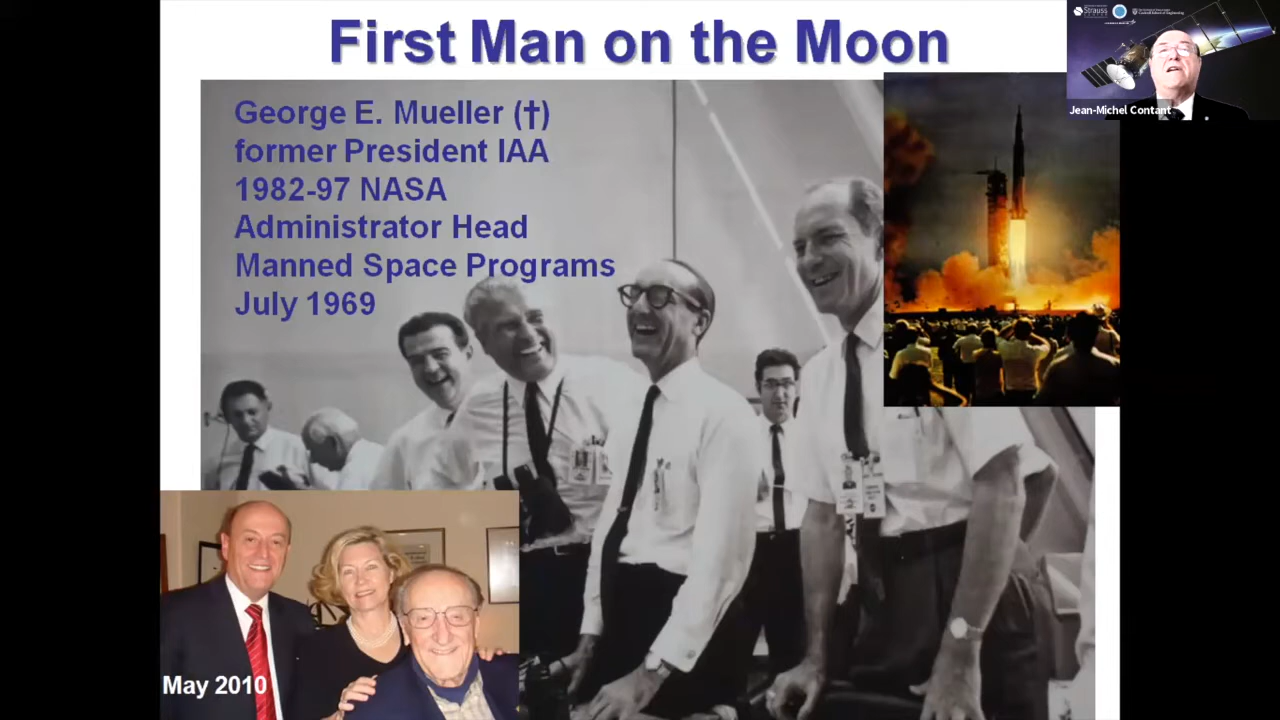 First Man on the Moon
George E. Mueller (✝)
former President IAA
1982-97 NASA
Administrator Head
Manned Space Programs
July 1969
May 2010
Strauss
Jean-Michel Contant